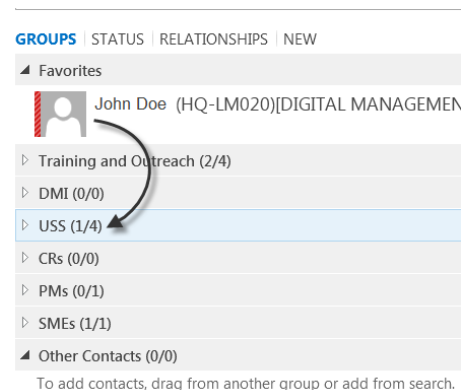 GROUPS STATUS RELATIONSHIPS NEW
Favorites
John Doe (HQ-LM020)[DIGITAL MANAGEMEN
Training and Outreach (2/4)
DMI (0/0)
USS (1/4)
CRs (0/0)
PMs (0/1)
SMEs (1/1)
Other Contacts (0/0)
To add contacts, drag from another group or add from search.